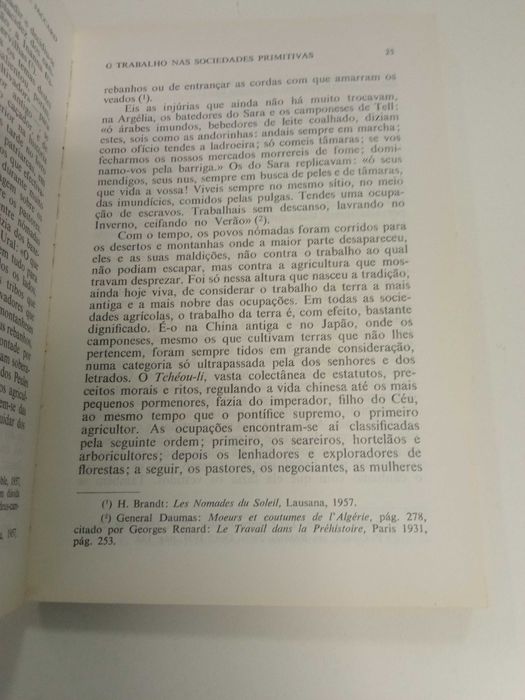 O TRABALHO NAS SOCIEDADES PRIMITIVAS 25
rebanhos ou de entrançar as cordas com que amarram os
veados (¹).
Eis as injúrias que ainda não há muito trocavam,
na Argélia, os batedores do Sara e os camponeses de Tell:
«ó árabes imundos, bebedores de leite coalhado, diziam
estes, sois como as andorinhas: andais sempre em marcha;
como ofício tendes a ladroeira; só comeis tâmaras; se vos
fecharmos os nossos mercados morrereis de fome; domi-
namo-vos pela barriga.» Os do Sara replicavam: «ó seus
mendigos, seus nus, sempre em busca de peles e de tâmaras,
que vida a vossa! Viveis sempre no mesmo sítio, no meio
das imundícies, comidos pelas pulgas. Tendes uma ocupa-
ção de escravos. Trabalhais sem descanso, lavrando no
Inverno, ceifando no Verão» (²).
Com o tempo, os povos nómadas foram corridos para
os desertos e montanhas onde a maior parte desapareceu,
eles e as suas maldições, não contra o trabalho ao qual
não podiam escapar, mas contra a agricultura que mos-
travam desprezar. Foi só nessa altura que nasceu a tradição,
ainda hoje viva, de considerar o trabalho da terra a mais
antiga e a mais nobre das ocupações. Em todas as socie-
dades agrícolas, o trabalho da terra é, com efeito, bastante
dignificado. É-o na China antiga e no Japão, onde os
camponeses, mesmo os que cultivam terras que não lhes
pertencem, foram sempre tidos em grande consideração,
numa categoria só ultrapassada pela dos senhores e dos
letrados. O Tchéou-li, vasta colectânea de estatutos, pre-
ceitos morais e ritos, regulando a vida chinesa até os mais
pequenos pormenores, fazia do imperador, filho do Céu,
ao mesmo tempo que o pontífice supremo, o primeiro
agricultor. As ocupações encontram-se aí classificadas
pela seguinte ordem; primeiro, os seareiros, hortelãos e
arboricultores; depois os lenhadores e exploradores de
florestas; a seguir, os pastores, os negociantes, as mulheres
(¹) H. Brandt: Les Nomades du Soleil, Lausana, 1957.
(²) General Daumas: Moeurs et coutumes de l'Algérie, pág. 278,
citado por Georges Renard: Le Travail dans la Préhistoire, Paris 1931,
pág. 253.